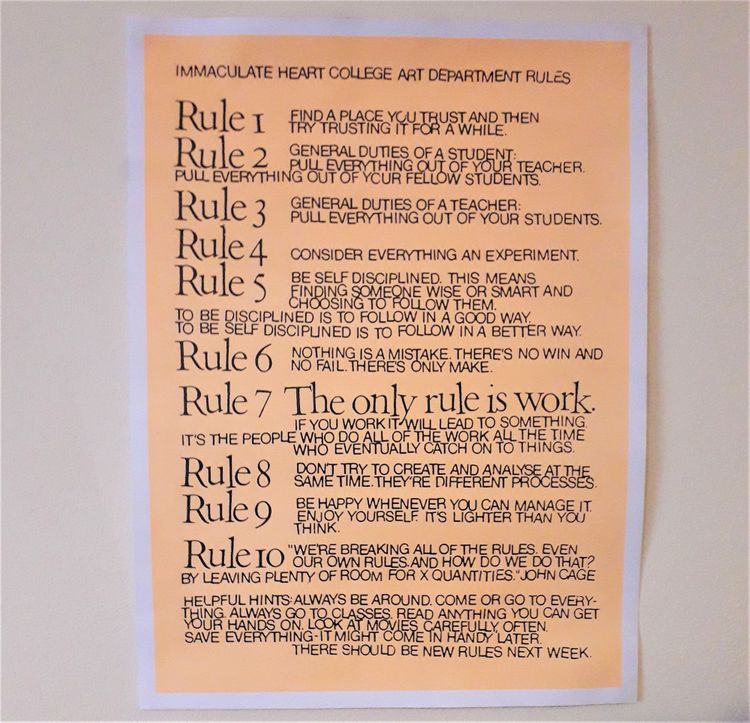 IMMACULATE HEART COLLEGE ART DEPARTMENT RULES
Rule 1 FIND A PLACE YOU TRUST AND THEN
TRY TRUSTING IT FOR A WHILE.
Rule 2 GENERAL DUTIES OF A STUDENT:
PULL EVERYTHING OUT OF YOUR TEACHER.
PULL EVERYTHING OUT OF YOUR FELLOW STUDENTS.
Rule 3 GENERAL DUTIES OF A TEACHER:
PULL EVERYTHING OUT OF YOUR STUDENTS.
Rule 4 CONSIDER EVERYTHING AN EXPERIMENT.
Rule 5 BE SELF DISCIPLINED. THIS MEANS
FINDING SOMEONE WISE OR SMART AND
CHOOSING TO FOLLOW THEM.
TO BE DISCIPLINED IS TO FOLLOW IN A GOOD WAY.
TO BE SELF DISCIPLINED IS TO FOLLOW IN A BETTER WAY.
Rule 6 NOTHING IS A MISTAKE. THERE'S NO WIN AND
NO FAIL. THERE'S ONLY MAKE.
Rule 7 The only rule is work.
IF YOU WORK IT WILL LEAD TO SOMETHING.
IT'S THE PEOPLE WHO DO ALL OF THE WORK ALL THE TIME
WHO EVENTUALLY CATCH ON TO THINGS.
Rule 8 DON'T TRY TO CREATE AND ANALYSE AT THE
SAME TIME. THEY'RE DIFFERENT PROCESSES.
Rule 9 BE HAPPY WHENEVER YOU CAN MANAGE IT.
ENJOY YOURSELF. IT'S LIGHTER THAN YOU
THINK.
Rule 10 "WE'RE BREAKING ALL OF THE RULES. EVEN
OUR OWN RULES. AND HOW DO WE DO THAT?
BY LEAVING PLENTY OF ROOM FOR X QUANTITIES." JOHN CAGE
HELPFUL HINTS: ALWAYS BE AROUND. COME OR GO TO EVERY-
THING. ALWAYS GO TO CLASSES. READ ANYTHING YOU CAN GET
YOUR HANDS ON. LOOK AT MOVIES CAREFULLY, OFTEN.
SAVE EVERYTHING-IT MIGHT COME IN HANDY LATER.
THERE SHOULD BE NEW RULES NEXT WEEK.